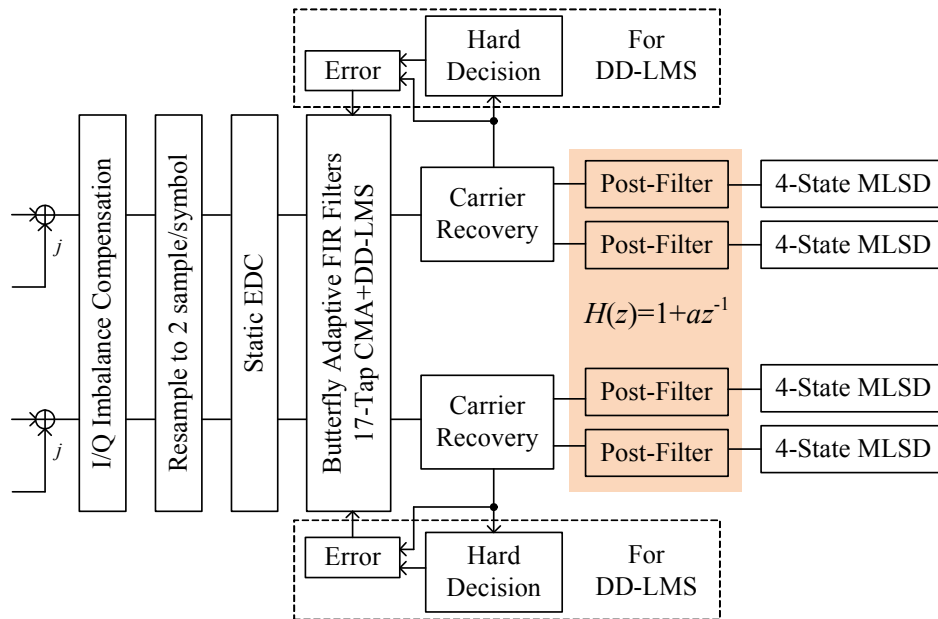 Hard
Decision
For
DD-LMS
Error
I/Q Imbalance Compensation
Resample to 2 sample/symbol
Static EDC
Butterfly Adaptive FIR Filters
17-Tap CMA+DD-LMS
j
Carrier
Recovery
Post-Filter
4-State MLSD
Post-Filter
4-State MLSD
H(z)=1+az⁻¹
j
Carrier
Recovery
Post-Filter
4-State MLSD
Post-Filter
4-State MLSD
Error
Hard
Decision
For
DD-LMS